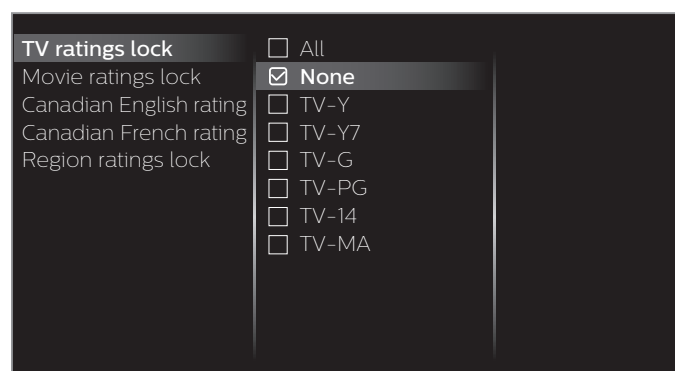 TV ratings lock
Movie ratings lock
Canadian English rating
Canadian French rating
Region ratings lock
All
None
TV-Y
TV-Y7
TV-G
TV-PG
TV-14
TV-MA